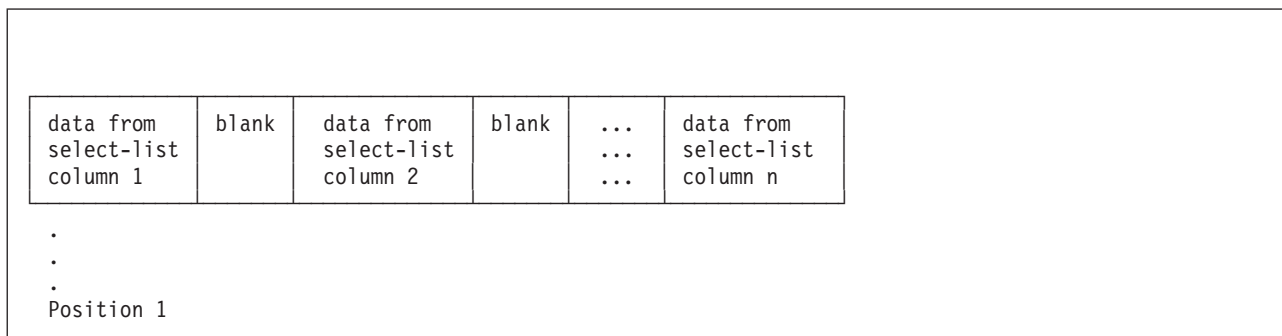 data from blank data from blank ... data from
select-list select-list ... select-list
column 1 column 2 ... column n
.
.
.
Position 1